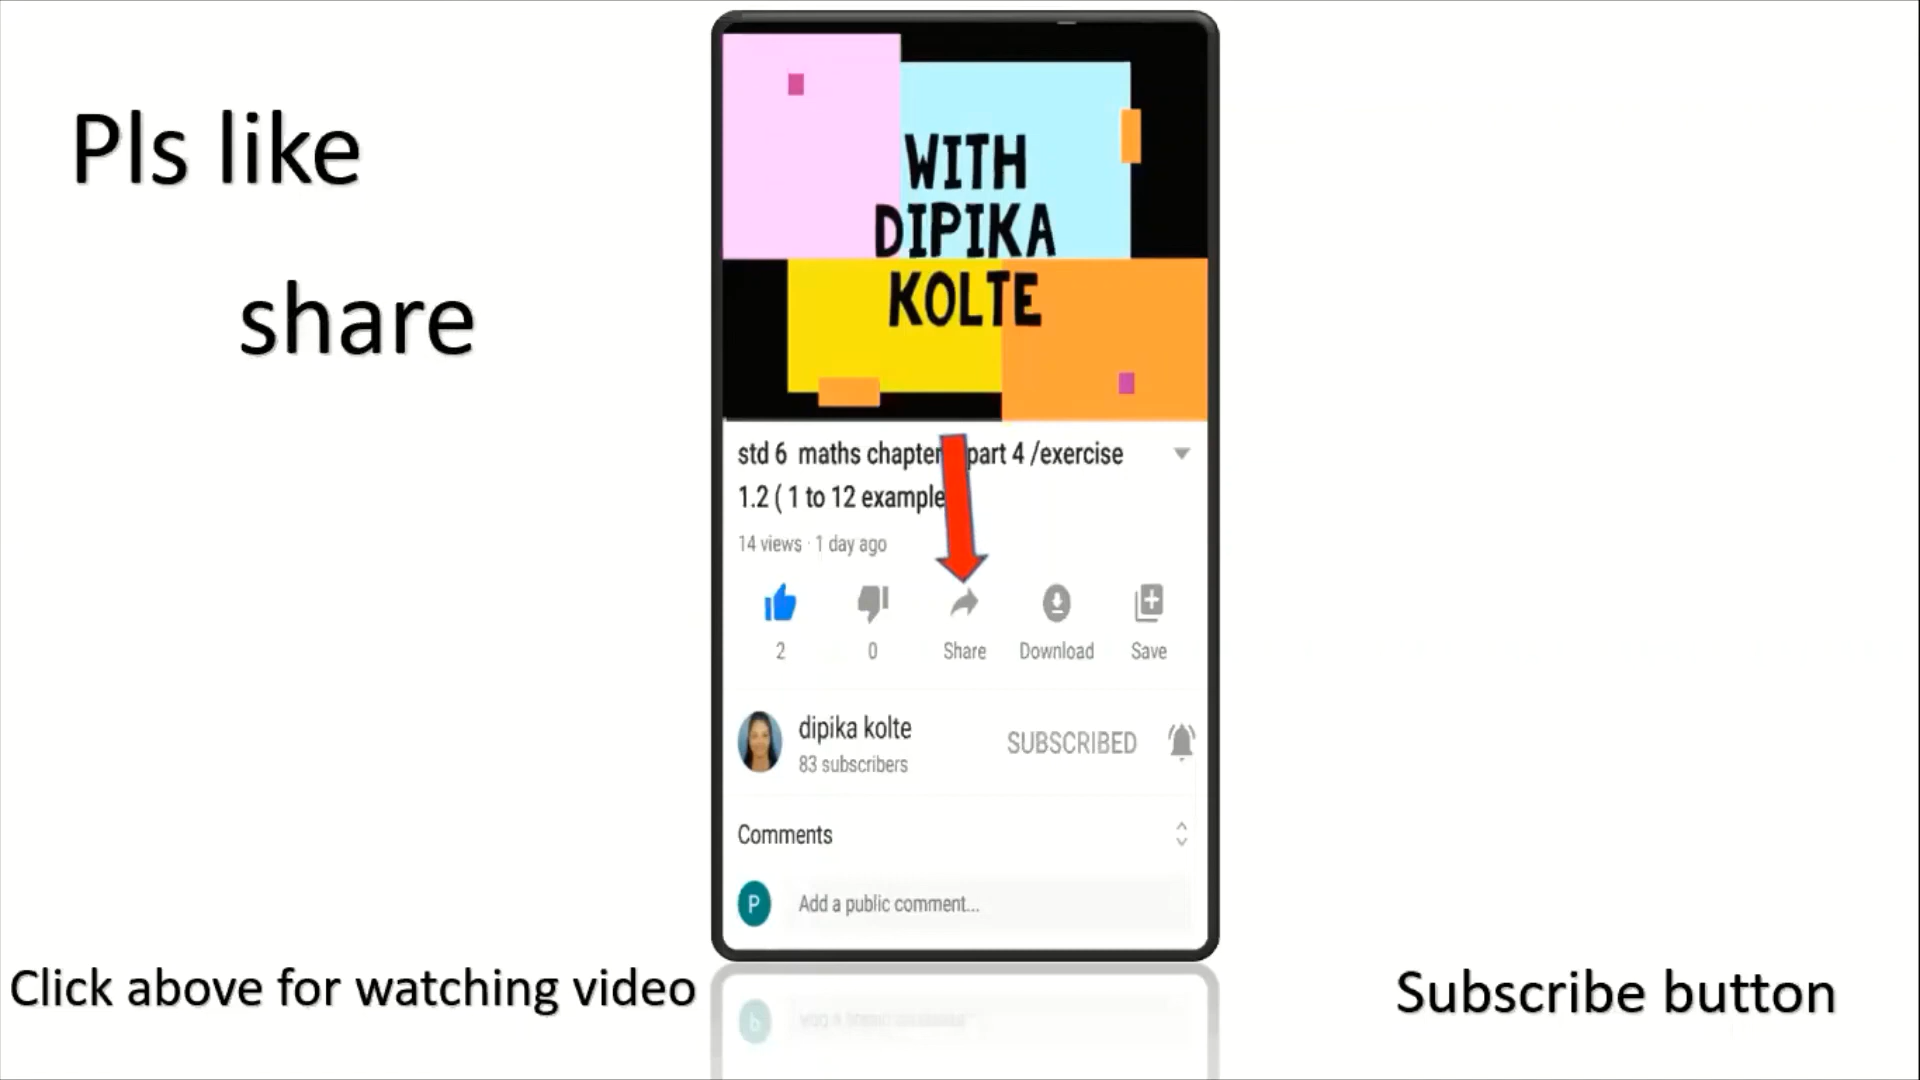 Pls like
share
WITH
DIPIKA
KOLTE
std 6 maths chapter part 4 /exercise
1.2 ( 1 to 12 example
14 views · 1 day ago
2
0
Share
Download
Save
dipika kolte
83 subscribers
SUBSCRIBED
Comments
P
Add a public comment...
Click above for watching video
Subscribe button